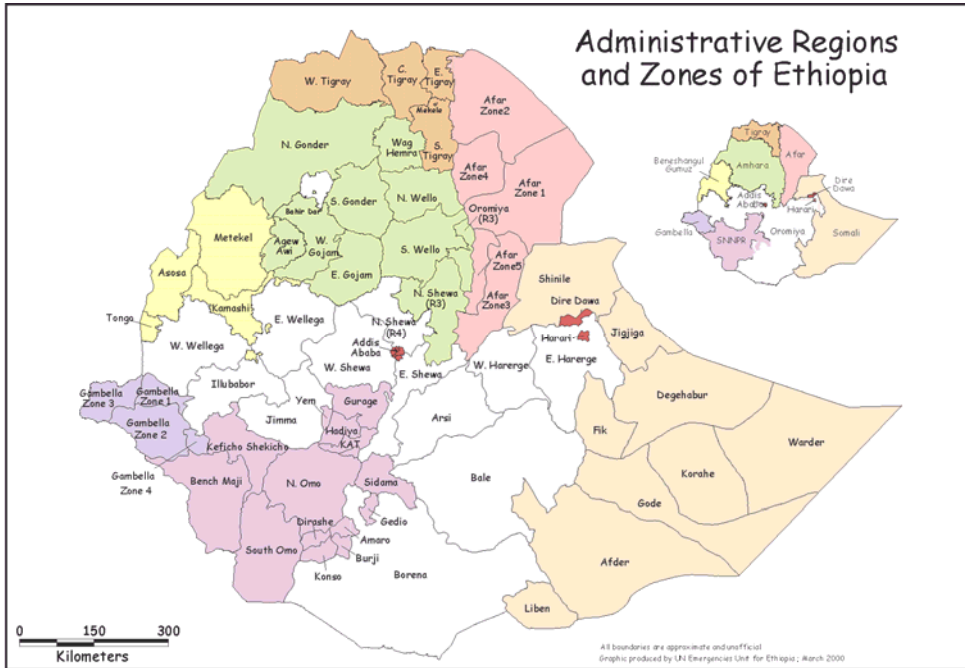 Administrative Regions
and Zones of Ethiopia
W. Tigray
C.
Tigray
E.
Tigray
Mekele
S.
Tigray
Afar
Zone2
N. Gonder
Wag
Hemra
Afar
Zone4
Afar
Zone 1
Bahir Dar
S. Gonder
N. Wello
Oromiya
(R3)
Metekel
Agew
Awi
W.
Gojam
S. Wello
Afar
Zone5
Asosa
E. Gojam
N.
Shewa
(R3)
Afar
Zone3
Shinile
Kamashi
Dire Dawa
Tonga
E. Wellega
N. Shewa
(R4)
Harari
Jigjiga
W. Wellega
Addis
Ababa
W. Shewa
E. Shewa
W. Harerge
E. Harerge
Gambella
Zone 3
Gambella
Zone 1
Illubabor
Yem
Gurage
Degehabur
Gambella
Zone 2
Jimma
Arsi
Hadiya
KAT
Fik
Warder
Keficho Shekicho
Gambella
Zone 4
Bench Maji
N. Omo
Sidama
Bale
Korahe
Gode
Dirashe
Gedio
Amaro
Burji
South Omo
Konso
Borena
Afder
Liben
Tigray
Afar
Beneshangul
Gumuz
Amhara
Dire
Dawa
Addis
Ababa
Harari
Gambella
SNNPR
Oromiya
Somali
0 150 300
Kilometers
All boundaries are approximate and unofficial
Graphic produced by UN Emergencies Unit for Ethiopia; March 2000